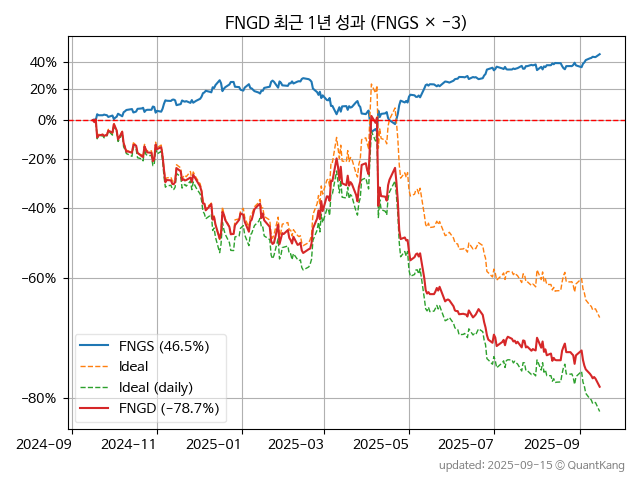 FNGD 최근 1년 성과 (FNGS × −3)
40%
20%
0%
−20%
−40%
−60%
−80%
FNGS (46.5%)
Ideal
Ideal (daily)
FNGD (−78.7%)
2024-09
2024-11
2025-01
2025-03
2025-05
2025-07
2025-09
updated: 2025-09-15 © QuantKang